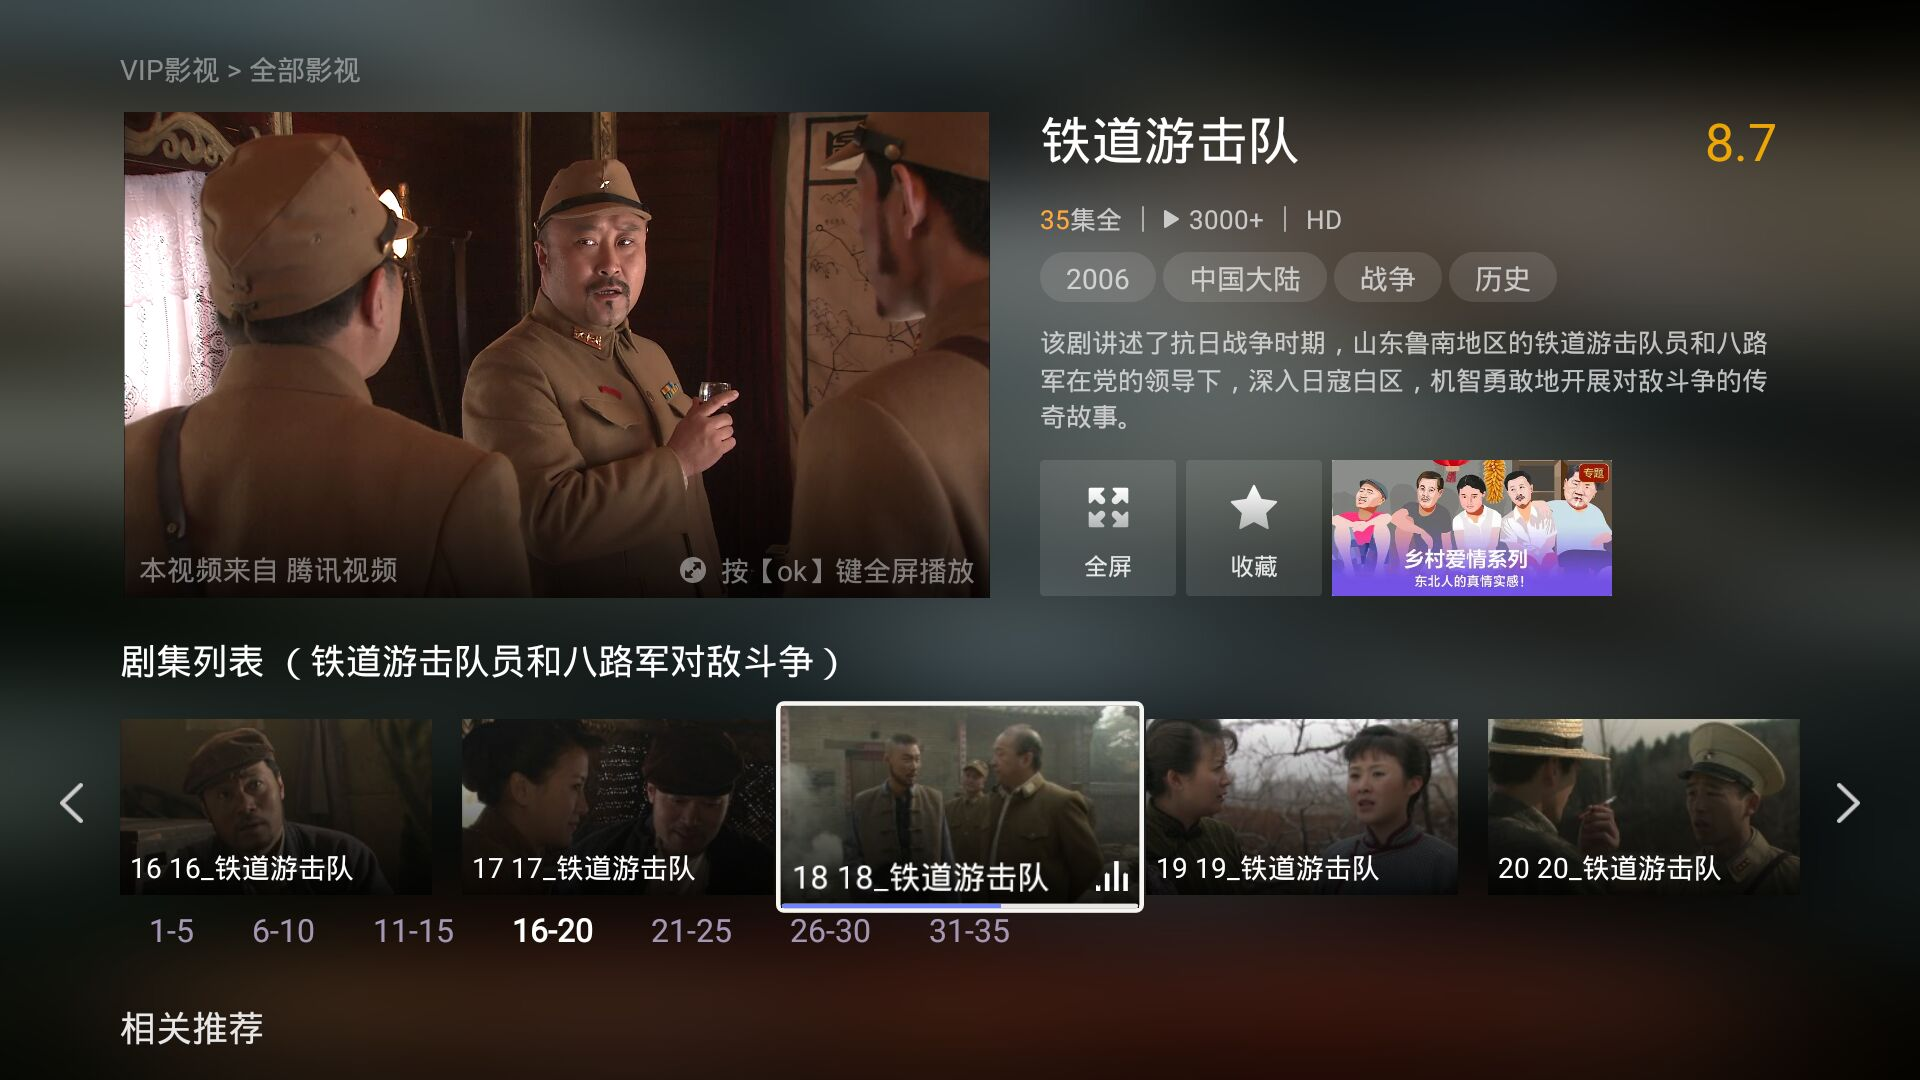 VIP影视 > 全部影视
铁道游击队
8.7
35集全 | 3000+ | HD
2006 中国大陆 战争 历史
该剧讲述了抗日战争时期，山东鲁南地区的铁道游击队员和八路
军在党的领导下，深入日寇白区，机智勇敢地开展对敌斗争的传
奇故事。
本视频来自 腾讯视频
按【ok】键全屏播放
全屏
收藏
专题
乡村爱情系列
东北人的真情实感！
剧集列表 （铁道游击队员和八路军对敌斗争）
16 16_铁道游击队
17 17_铁道游击队
18 18_铁道游击队
19 19_铁道游击队
20 20_铁道游击队
1-5 6-10 11-15 16-20 21-25 26-30 31-35
相关推荐